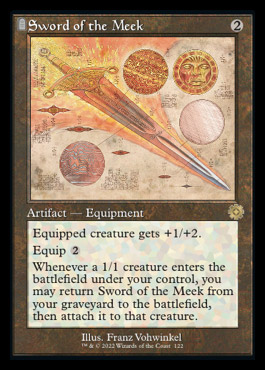 Sword of the Meek 2
Artifact — Equipment
Equipped creature gets +1/+2.
Equip 2
Whenever a 1/1 creature enters the
battlefield under your control, you
may return Sword of the Meek from
your graveyard to the battlefield,
then attach it to that creature.
Illus. Franz Vohwinkel
™ & © 2022 Wizards of the Coast 122